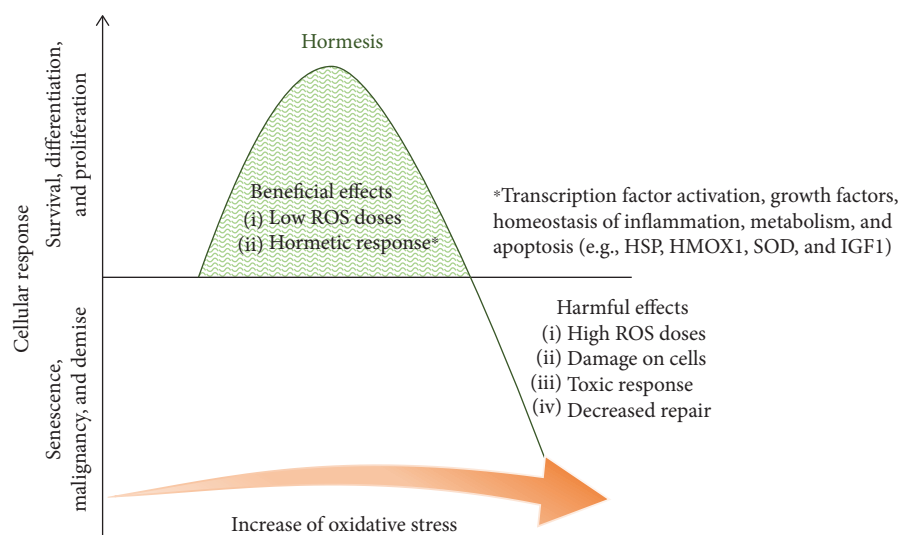 Hormesis
Cellular response
Survival, differentiation,
and proliferation
Senescence,
malignancy, and demise
Beneficial effects
(i) Low ROS doses
(ii) Hormetic response*
*Transcription factor activation, growth factors,
homeostasis of inflammation, metabolism, and
apoptosis (e.g., HSP, HMOX1, SOD, and IGF1)
Harmful effects
(i) High ROS doses
(ii) Damage on cells
(iii) Toxic response
(iv) Decreased repair
Increase of oxidative stress